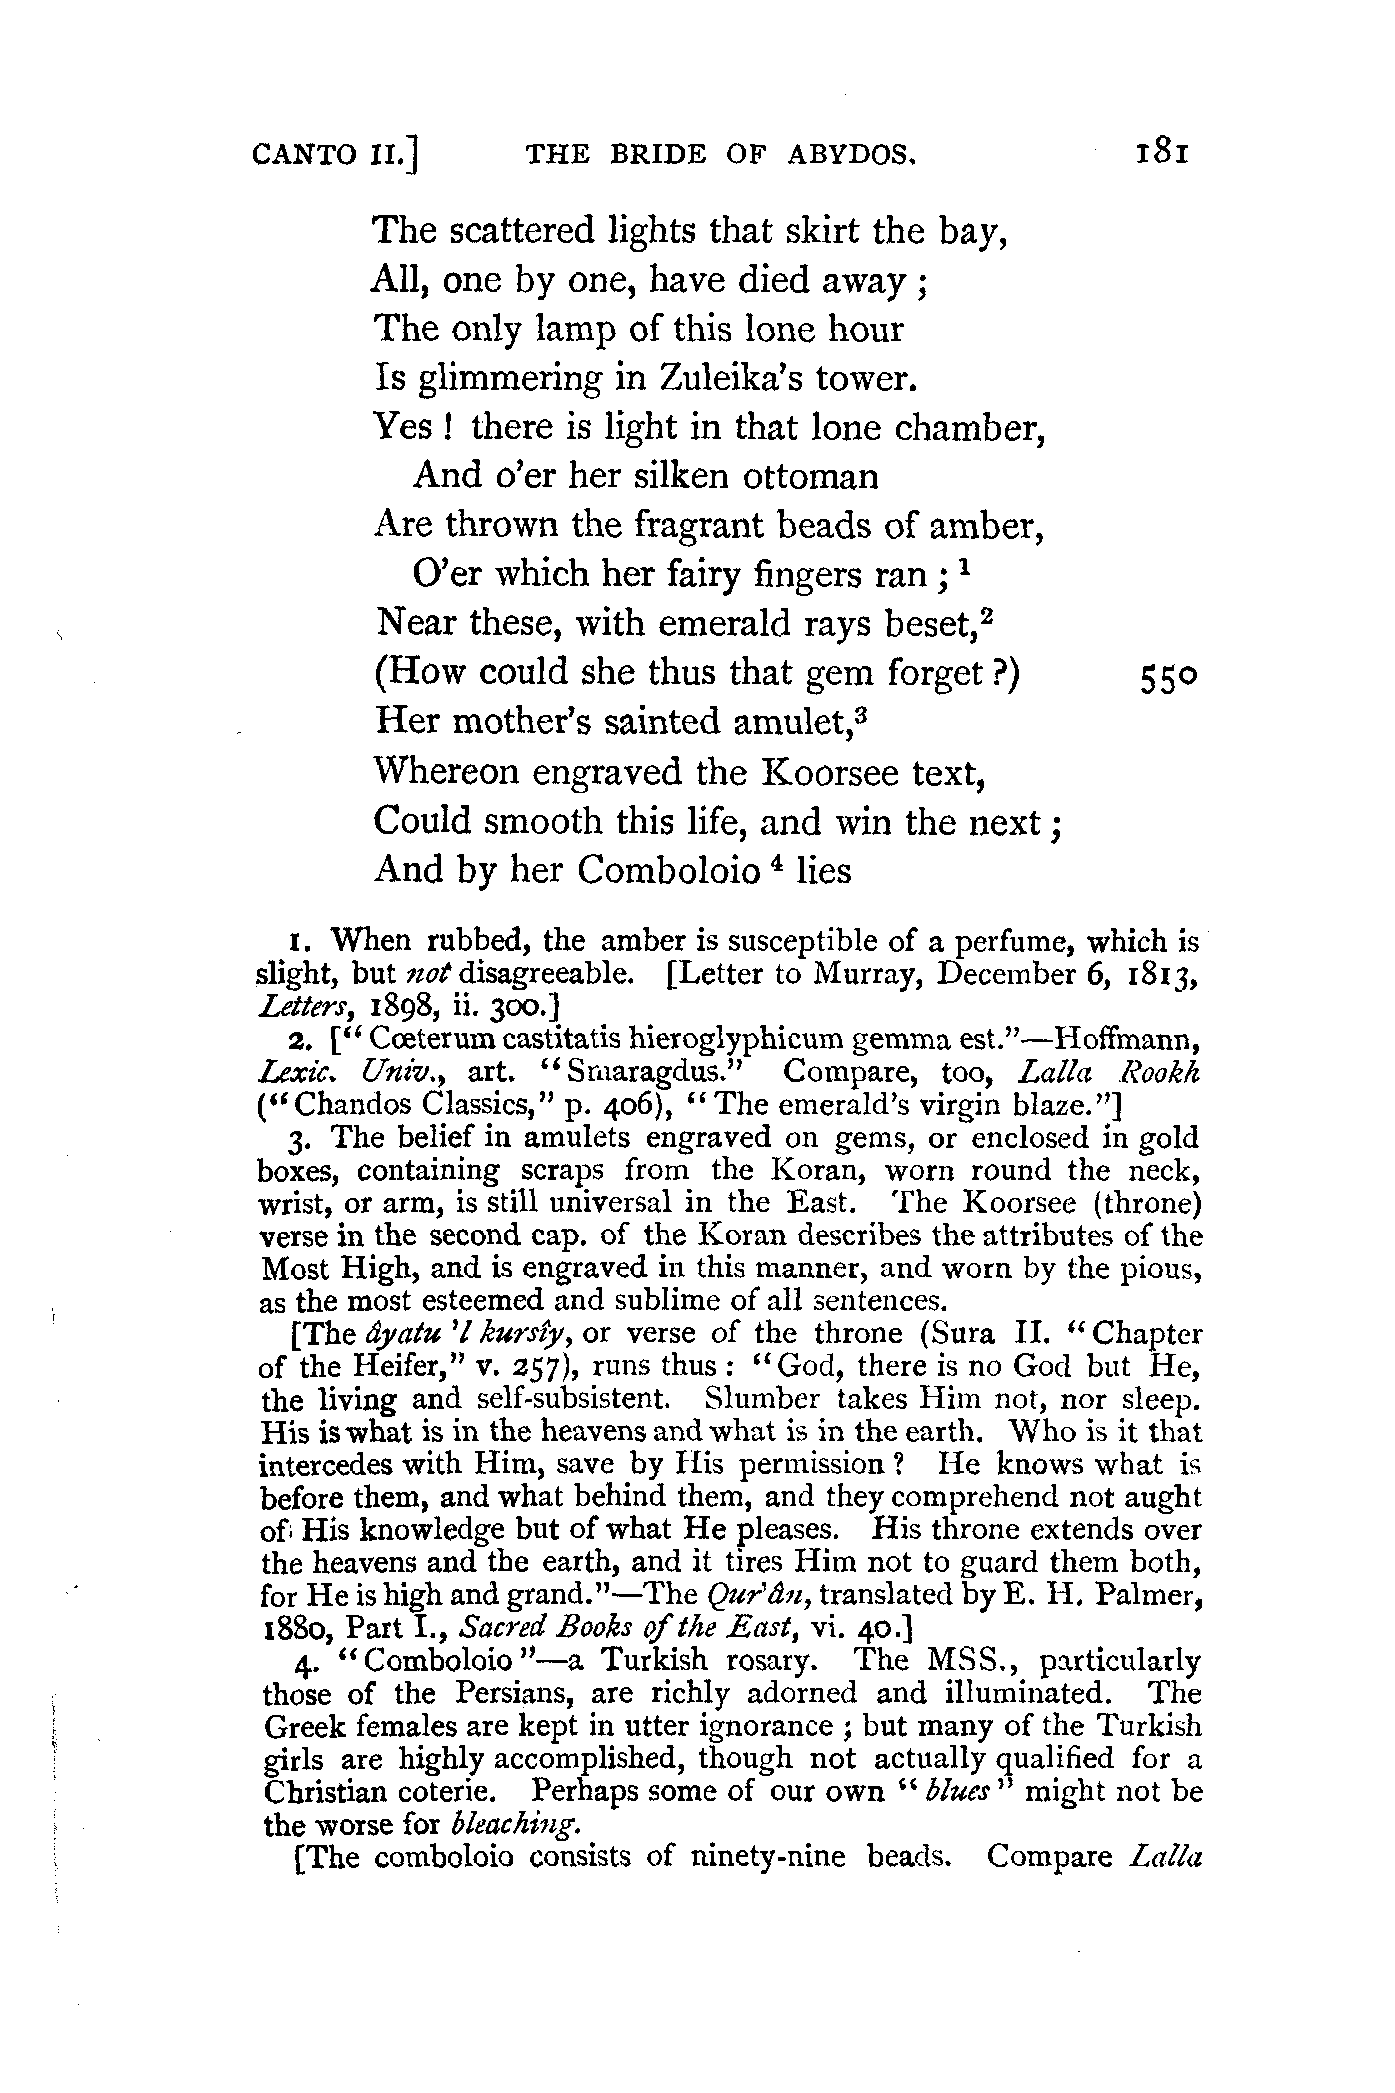 CANTO II.] THE BRIDE OF ABYDOS. 181
The scattered lights that skirt the bay,
All, one by one, have died away ;
The only lamp of this lone hour
Is glimmering in Zuleika's tower.
Yes ! there is light in that lone chamber,
And o'er her silken ottoman
Are thrown the fragrant beads of amber,
O'er which her fairy fingers ran ; ¹
Near these, with emerald rays beset,²
(How could she thus that gem forget ?) 550
Her mother's sainted amulet,³
Whereon engraved the Koorsee text,
Could smooth this life, and win the next ;
And by her Comboloio ⁴ lies
1. When rubbed, the amber is susceptible of a perfume, which is
slight, but not disagreeable. [Letter to Murray, December 6, 1813,
Letters, 1898, ii. 300.]
2. ["Cœterum castitatis hieroglyphicum gemma est."—Hoffmann,
Lexic. Univ., art. "Smaragdus." Compare, too, Lalla Rookh
("Chandos Classics," p. 406), "The emerald's virgin blaze."]
3. The belief in amulets engraved on gems, or enclosed in gold
boxes, containing scraps from the Koran, worn round the neck,
wrist, or arm, is still universal in the East. The Koorsee (throne)
verse in the second cap. of the Koran describes the attributes of the
Most High, and is engraved in this manner, and worn by the pious,
as the most esteemed and sublime of all sentences.
[The âyatu 'l kursîy, or verse of the throne (Sura II. "Chapter
of the Heifer," v. 257), runs thus : "God, there is no God but He,
the living and self-subsistent. Slumber takes Him not, nor sleep.
His is what is in the heavens and what is in the earth. Who is it that
intercedes with Him, save by His permission ? He knows what is
before them, and what behind them, and they comprehend not aught
of His knowledge but of what He pleases. His throne extends over
the heavens and the earth, and it tires Him not to guard them both,
for He is high and grand."—The Qur'ân, translated by E. H. Palmer,
1880, Part I., Sacred Books of the East, vi. 40.]
4. "Comboloio"—a Turkish rosary. The MSS., particularly
those of the Persians, are richly adorned and illuminated. The
Greek females are kept in utter ignorance ; but many of the Turkish
girls are highly accomplished, though not actually qualified for a
Christian coterie. Perhaps some of our own "blues" might not be
the worse for bleaching.
[The comboloio consists of ninety-nine beads. Compare Lalla